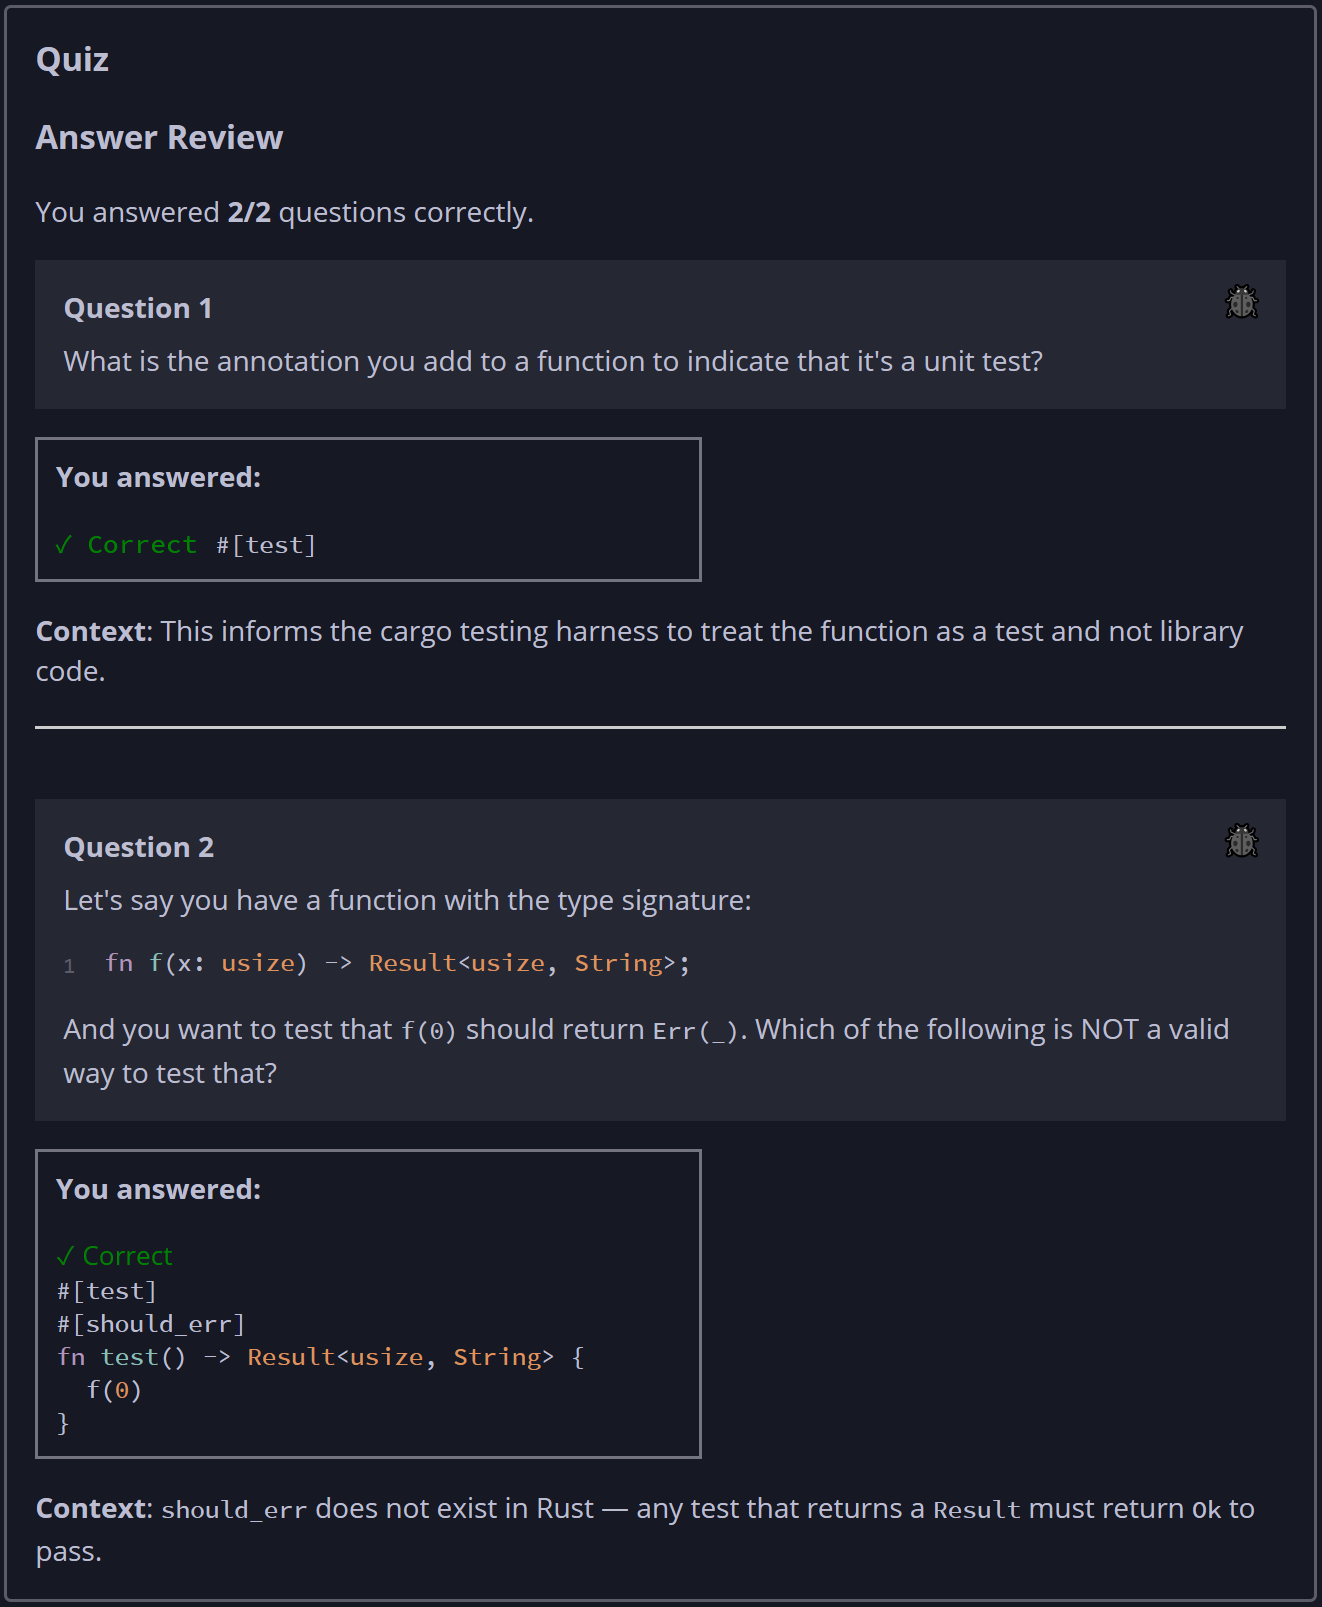 Quiz
Answer Review
You answered 2/2 questions correctly.
Question 1
What is the annotation you add to a function to indicate that it's a unit test?
You answered:
✓ Correct #[test]
Context: This informs the cargo testing harness to treat the function as a test and not library
code.
Question 2
Let's say you have a function with the type signature:
1 fn f(x: usize) -> Result<usize, String>;
And you want to test that f(0) should return Err(_). Which of the following is NOT a valid
way to test that?
You answered:
✓ Correct
#[test]
#[should_err]
fn test() -> Result<usize, String> {
  f(0)
}
Context: should_err does not exist in Rust — any test that returns a Result must return Ok to
pass.